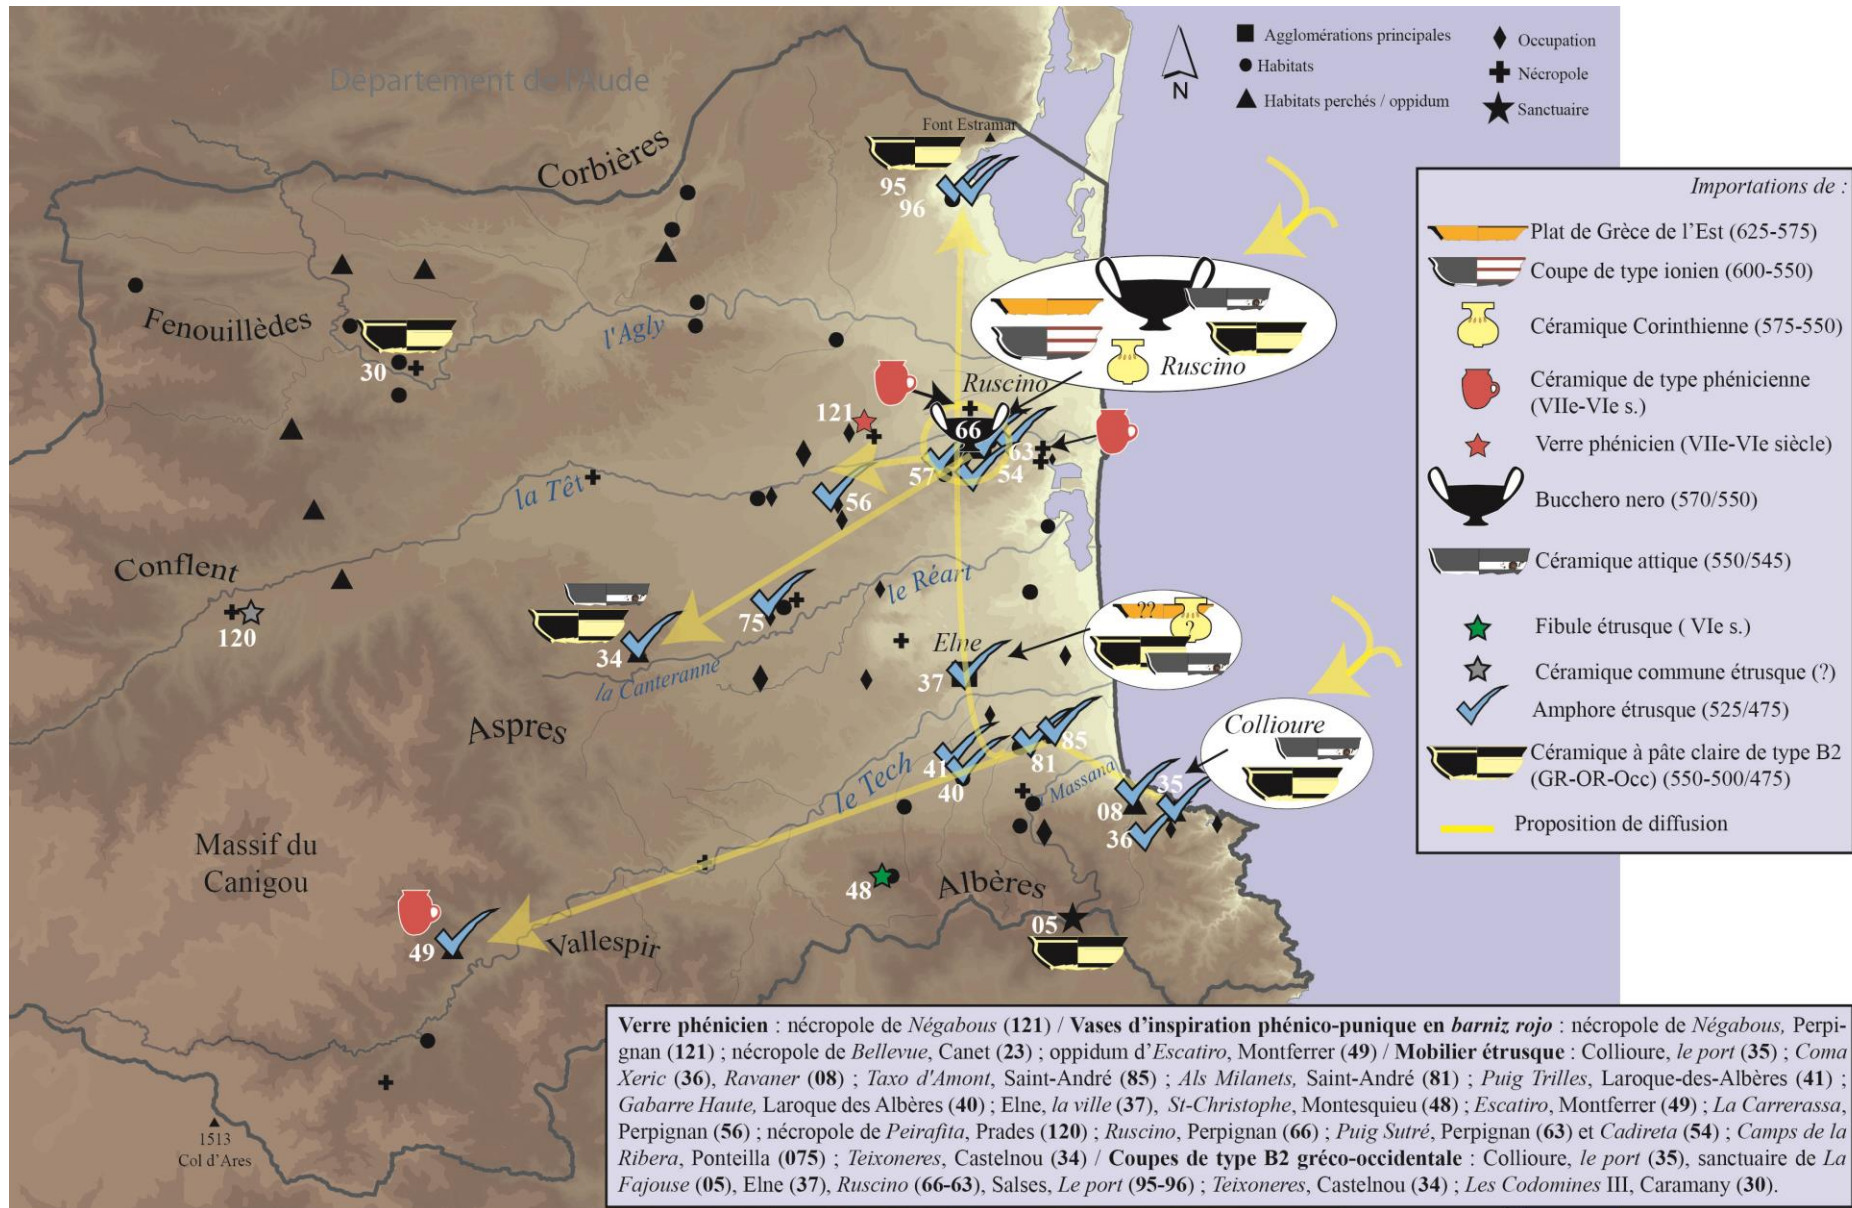 Département de l'Aude
Corbières
Font Estramar
95
96
Fenouillèdes
30
l'Agly
Ruscino
Ruscino
121
66
63
57
54
56
la Têt
Conflent
120
le Réart
75
34
la Canteranne
Elne
37
??
?
Aspres
Collioure
85
81
41
40
le Tech
la Massana
35
08
36
Massif du
Canigou
48
Albères
05
49
Vallespir
1513
Col d'Ares
N
Agglomérations principales
Habitats
Habitats perchés / oppidum
Occupation
Nécropole
Sanctuaire
Importations de :
Plat de Grèce de l'Est (625-575)
Coupe de type ionien (600-550)
Céramique Corinthienne (575-550)
Céramique de type phénicienne
(VIIe-VIe s.)
Verre phénicien (VIIe-VIe siècle)
Bucchero nero (570/550)
Céramique attique (550/545)
Fibule étrusque ( VIe s.)
Céramique commune étrusque (?)
Amphore étrusque (525/475)
Céramique à pâte claire de type B2
(GR-OR-Occ) (550-500/475)
Proposition de diffusion
Verre phénicien : nécropole de Négabous (121) / Vases d'inspiration phénico-punique en barniz rojo : nécropole de Négabous, Perpi-
gnan (121) ; nécropole de Bellevue, Canet (23) ; oppidum d'Escatiro, Montferrer (49) / Mobilier étrusque : Collioure, le port (35) ; Coma
Xeric (36), Ravaner (08) ; Taxo d'Amont, Saint-André (85) ; Als Milanets, Saint-André (81) ; Puig Trilles, Laroque-des-Albères (41) ;
Gabarre Haute, Laroque des Albères (40) ; Elne, la ville (37), St-Christophe, Montesquieu (48) ; Escatiro, Montferrer (49) ; La Carrerassa,
Perpignan (56) ; nécropole de Peirafita, Prades (120) ; Ruscino, Perpignan (66) ; Puig Sutré, Perpignan (63) et Cadireta (54) ; Camps de la
Ribera, Ponteilla (075) ; Teixoneres, Castelnou (34) / Coupes de type B2 gréco-occidentale : Collioure, le port (35), sanctuaire de La
Fajouse (05), Elne (37), Ruscino (66-63), Salses, Le port (95-96) ; Teixoneres, Castelnou (34) ; Les Codomines III, Caramany (30).